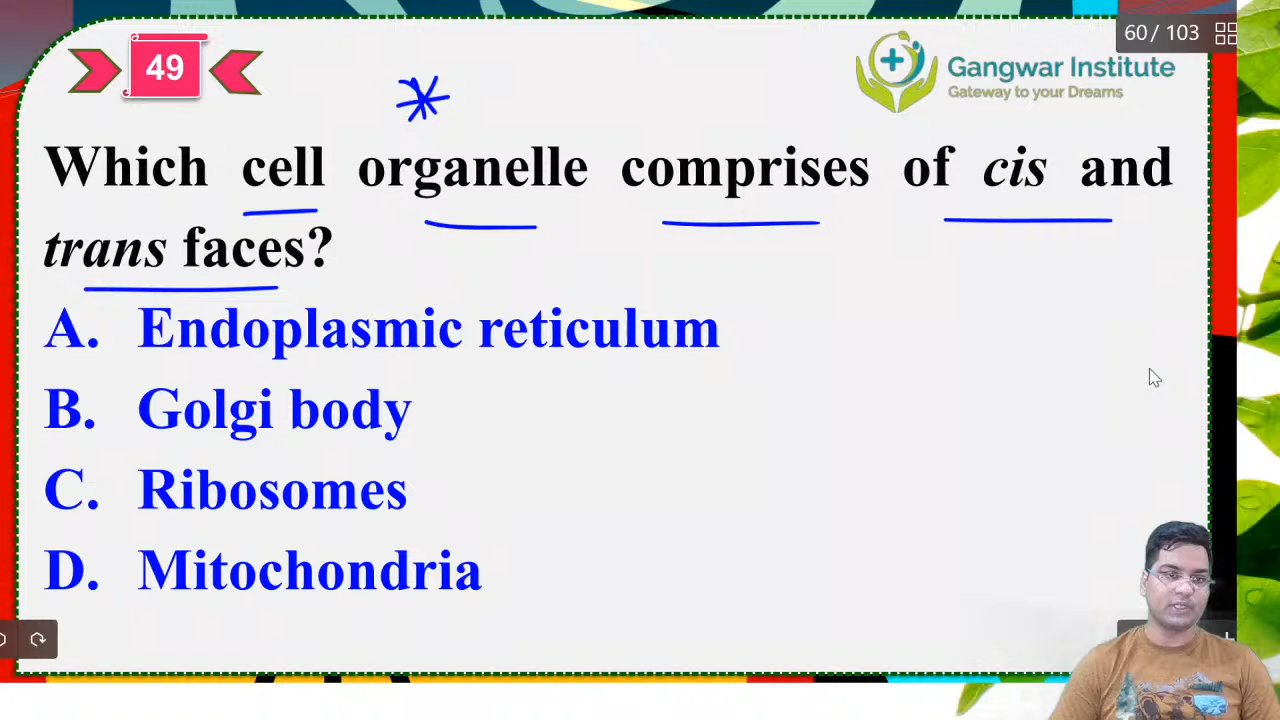 60 / 103
49
Gangwar Institute
Gateway to your Dreams
Which cell organelle comprises of cis and
trans faces?
A. Endoplasmic reticulum
B. Golgi body
C. Ribosomes
D. Mitochondria